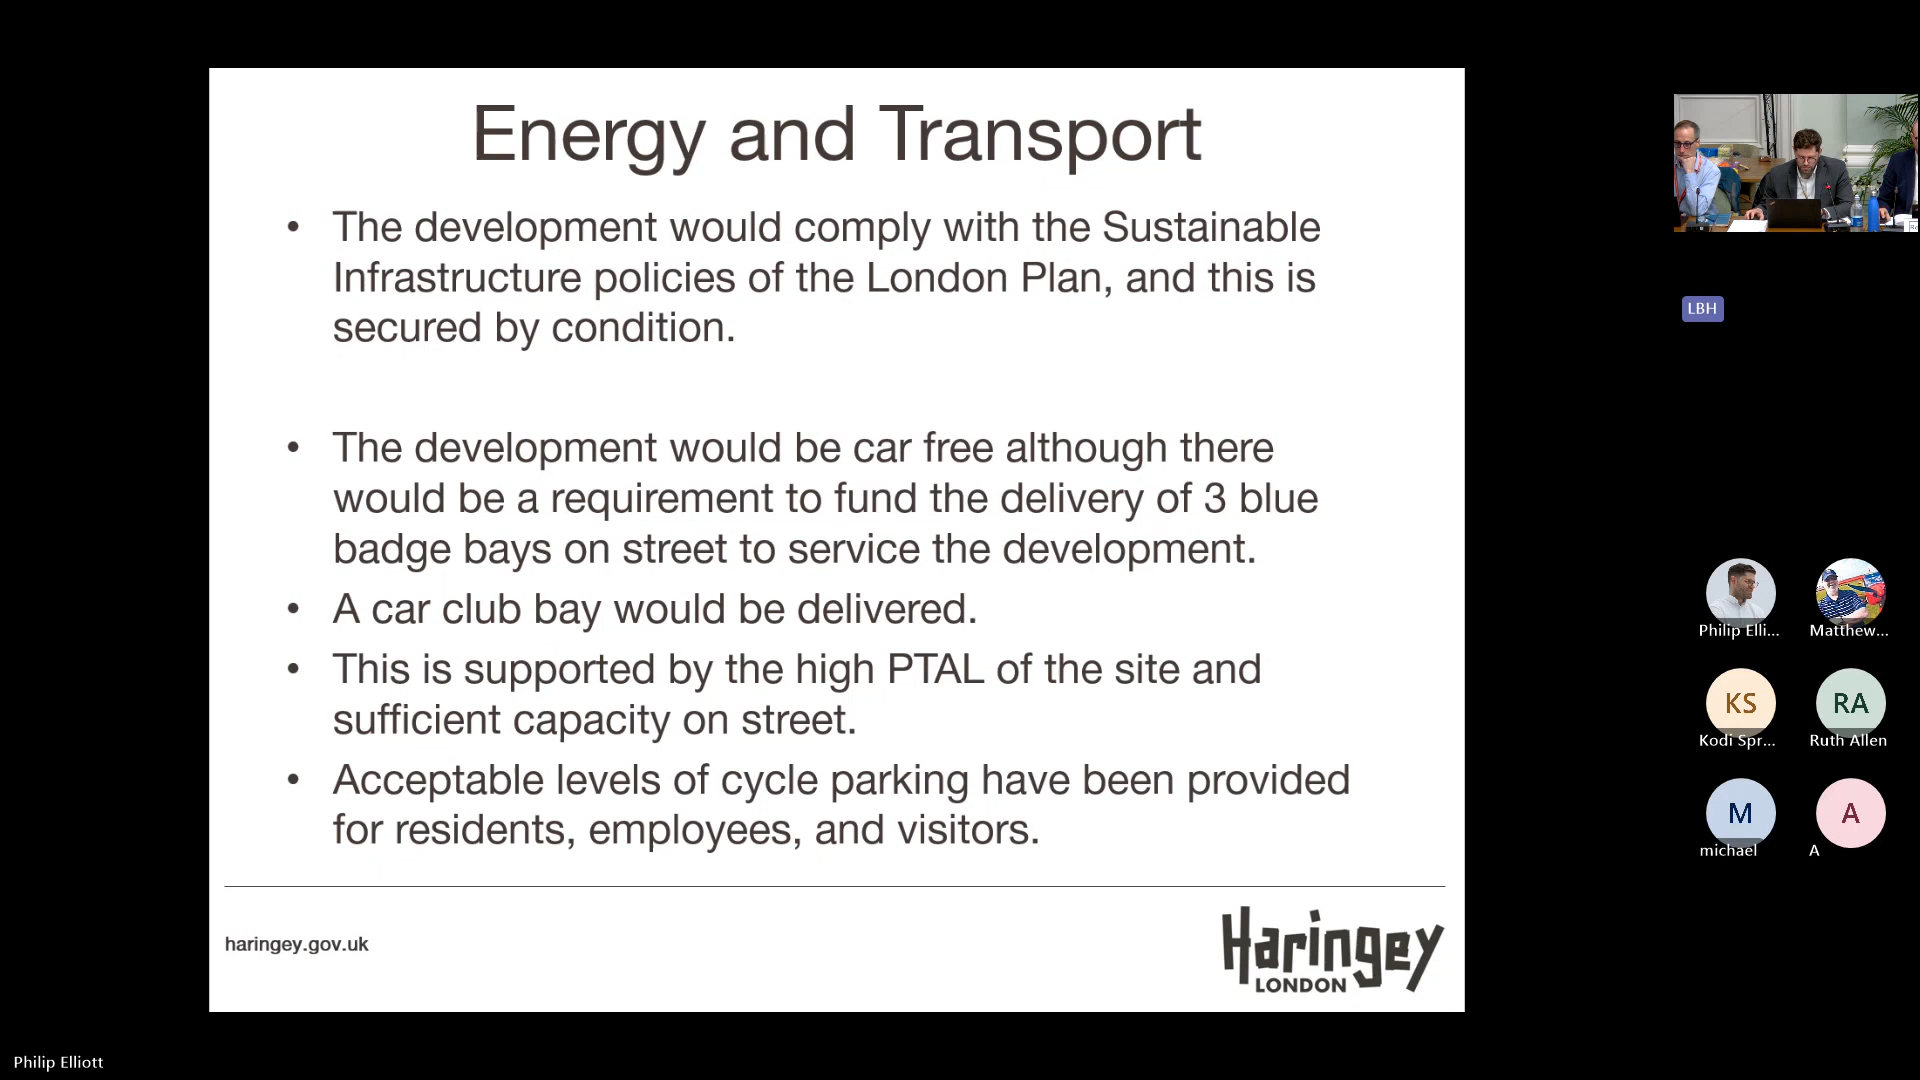 Energy and Transport
• The development would comply with the Sustainable
Infrastructure policies of the London Plan, and this is
secured by condition.
• The development would be car free although there
would be a requirement to fund the delivery of 3 blue
badge bays on street to service the development.
• A car club bay would be delivered.
• This is supported by the high PTAL of the site and
sufficient capacity on street.
• Acceptable levels of cycle parking have been provided
for residents, employees, and visitors.
haringey.gov.uk
Haringey
LONDON
LBH
Philip Elli...
Matthew...
KS
RA
Kodi Spr...
Ruth Allen
M
A
michael
A
Philip Elliott